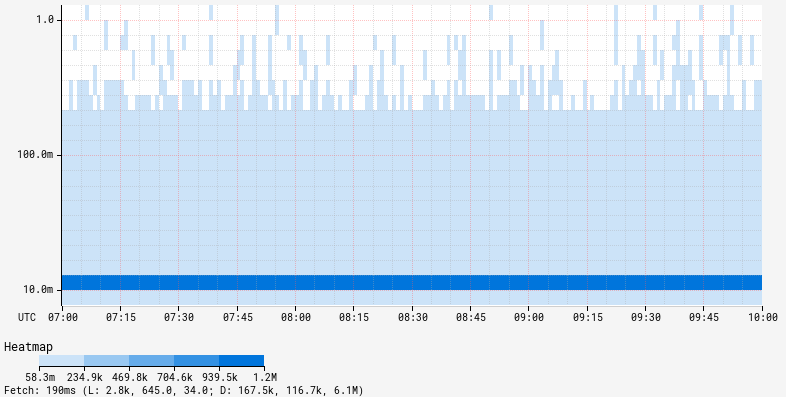 1.0
100.0m
10.0m
UTC 07:00 07:15 07:30 07:45 08:00 08:15 08:30 08:45 09:00 09:15 09:30 09:45 10:00
Heatmap
58.3m 234.9k 469.8k 704.6k 939.5k 1.2M
Fetch: 190ms (L: 2.8k, 645.0, 34.0; D: 167.5k, 116.7k, 6.1M)